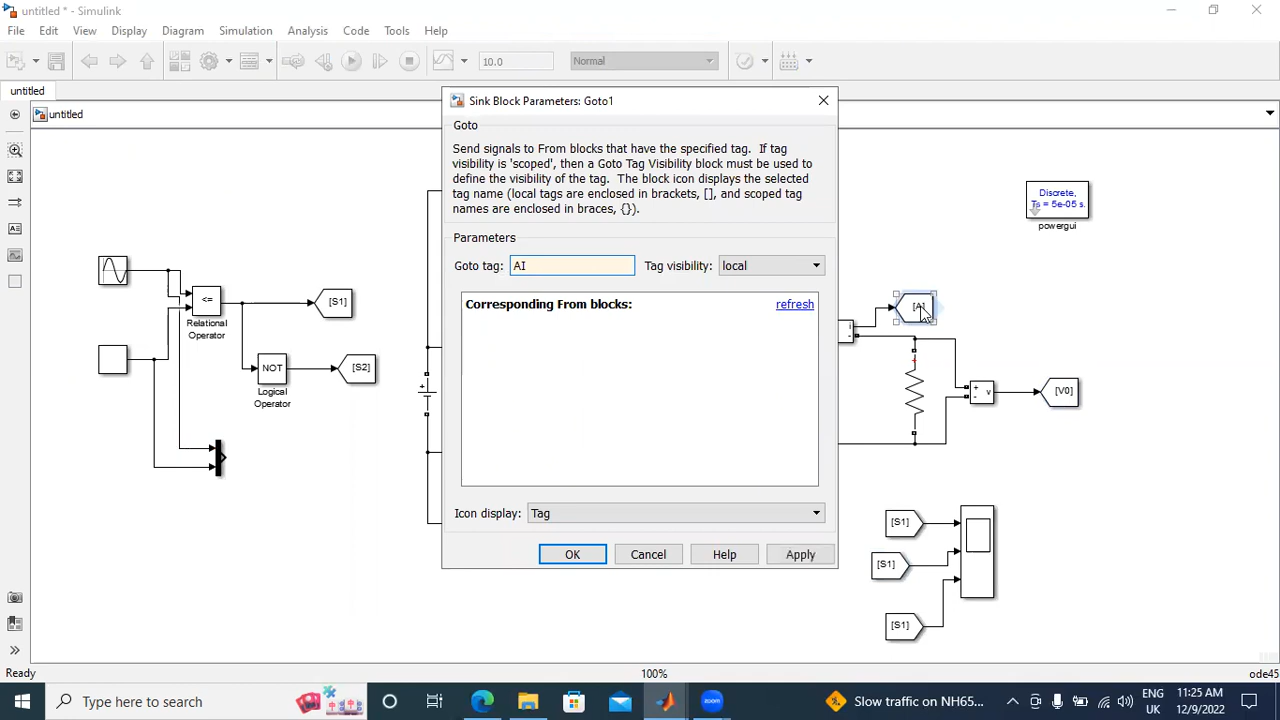 untitled * - Simulink
File Edit View Display Diagram Simulation Analysis Code Tools Help
10.0 Normal
untitled
untitled
Sink Block Parameters: Goto1
Goto
Send signals to From blocks that have the specified tag. If tag
visibility is 'scoped', then a Goto Tag Visibility block must be used to
define the visibility of the tag. The block icon displays the selected
tag name (local tags are enclosed in brackets, [], and scoped tag
names are enclosed in braces, {}).
Parameters
Goto tag: AI Tag visibility: local
Corresponding From blocks: refresh
Icon display: Tag
OK Cancel Help Apply
Discrete,
Ts = 5e-05 s.
powergui
<=
Relational
Operator
[S1]
NOT
Logical
Operator
[S2]
+
i
-
[A]
+
+
-
v
[V0]
[S1]
[S1]
[S1]
Ready 100% ode45
Type here to search
Slow traffic on NH65...
ENG
UK
11:25 AM
12/9/2022
zoom